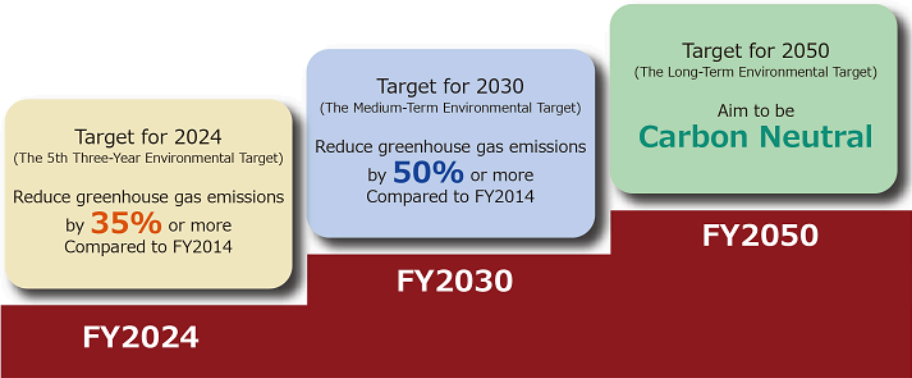 Target for 2024
(The 5th Three-Year Environmental Target)
Reduce greenhouse gas emissions
by 35% or more
Compared to FY2014
FY2024
Target for 2030
(The Medium-Term Environmental Target)
Reduce greenhouse gas emissions
by 50% or more
Compared to FY2014
FY2030
Target for 2050
(The Long-Term Environmental Target)
Aim to be
Carbon Neutral
FY2050